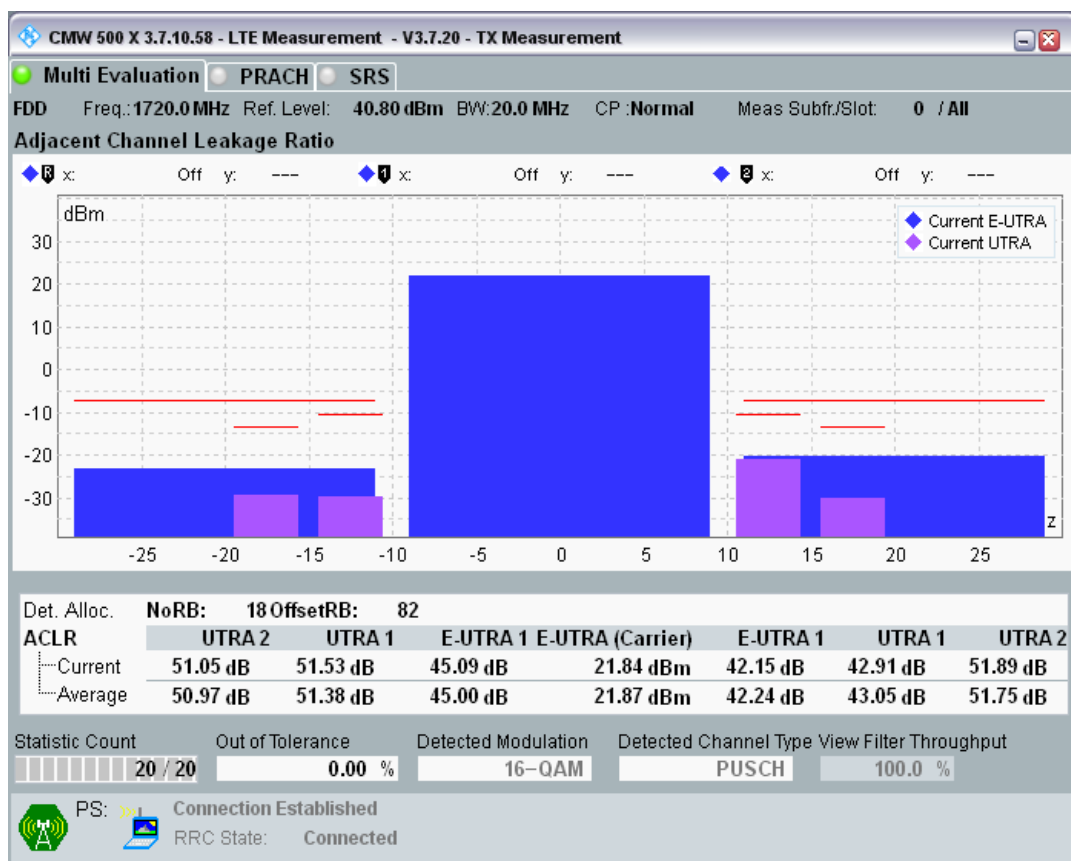 CMW 500 X 3.7.10.58 - LTE Measurement - V3.7.20 - TX Measurement
Multi Evaluation PRACH SRS
FDD Freq.: 1720.0 MHz Ref. Level: 40.80 dBm BW: 20.0 MHz CP : Normal Meas Subfr./Slot: 0 / All
Adjacent Channel Leakage Ratio
R x: Off y: --- 1 x: Off y: --- 2 x: Off y: ---
dBm
Current E-UTRA
Current UTRA
30
20
10
0
-10
-20
-30
z
-25 -20 -15 -10 -5 0 5 10 15 20 25
Det. Alloc. NoRB: 18 OffsetRB: 82
ACLR UTRA 2 UTRA 1 E-UTRA 1 E-UTRA (Carrier) E-UTRA 1 UTRA 1 UTRA 2
Current 51.05 dB 51.53 dB 45.09 dB 21.84 dBm 42.15 dB 42.91 dB 51.89 dB
Average 50.97 dB 51.38 dB 45.00 dB 21.87 dBm 42.24 dB 43.05 dB 51.75 dB
Statistic Count Out of Tolerance Detected Modulation Detected Channel Type View Filter Throughput
20 / 20 0.00 % 16-QAM PUSCH 100.0 %
PS: Connection Established
RRC State: Connected